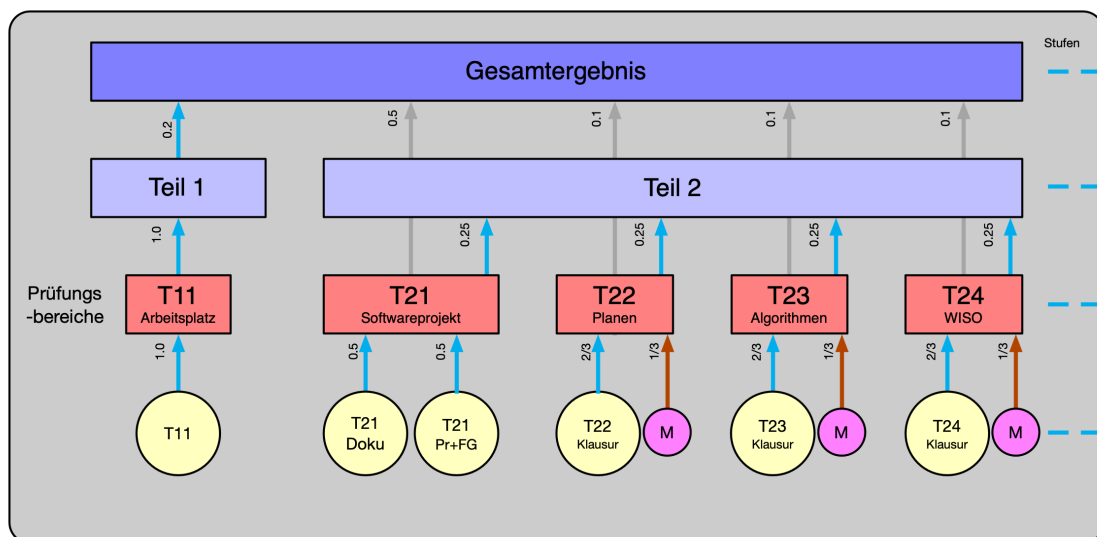 Stufen
Gesamtergebnis
0.2
0.5
0.1
0.1
0.1
Teil 1
Teil 2
1.0
0.25
0.25
0.25
0.25
Prüfungs
-bereiche
T11
Arbeitsplatz
T21
Softwareprojekt
T22
Planen
T23
Algorithmen
T24
WISO
1.0
0.5
0.5
2/3
1/3
2/3
1/3
2/3
1/3
T11
T21
Doku
T21
Pr+FG
T22
Klausur
M
T23
Klausur
M
T24
Klausur
M